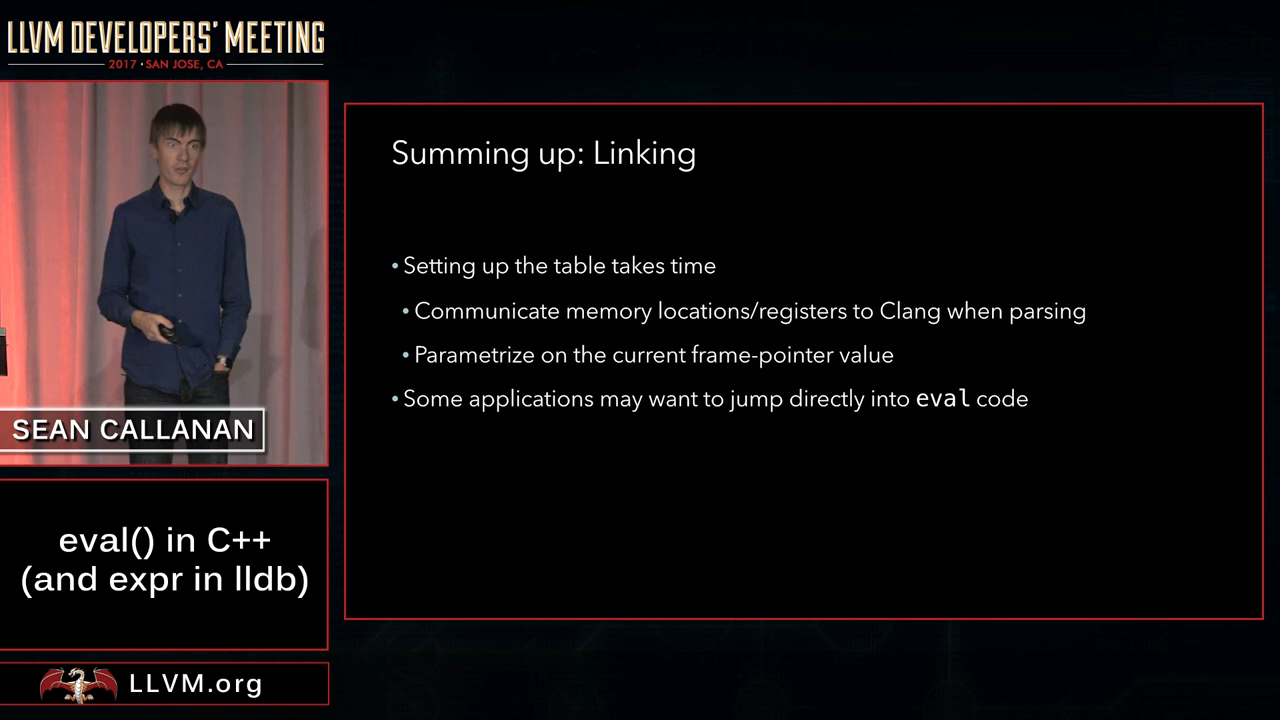 LLVM DEVELOPERS' MEETING
2017 • SAN JOSE, CA
SEAN CALLANAN
eval() in C++
(and expr in lldb)
LLVM.org
Summing up: Linking
• Setting up the table takes time
• Communicate memory locations/registers to Clang when parsing
• Parametrize on the current frame-pointer value
• Some applications may want to jump directly into eval code